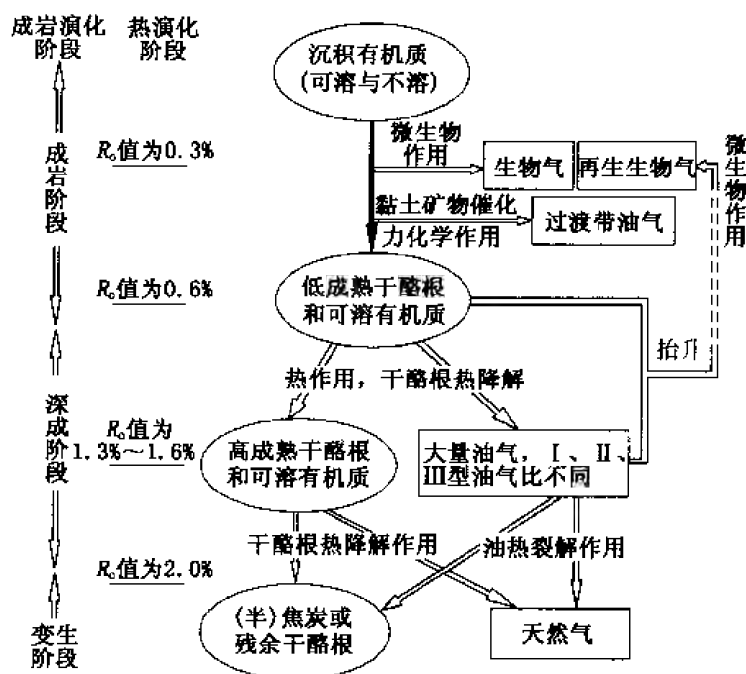 成岩演化
阶段
热演化
阶段
沉积有机质
(可溶与不溶)
成岩阶段
Rₒ值为0.3%
微生物
作用
生物气
再生生物气
微生物作用
黏土矿物催化
力化学作用
过渡带油气
Rₒ值为0.6%
低成熟干酪根
和可溶有机质
抬升
热作用，干酪根热降解
深成阶段
Rₒ值为
1.3%～1.6%
高成熟干酪根
和可溶有机质
大量油气，Ⅰ、Ⅱ、
Ⅲ型油气比不同
干酪根热降解作用
油热裂解作用
Rₒ值为2.0%
变生
阶段
(半)焦炭或
残余干酪根
天然气